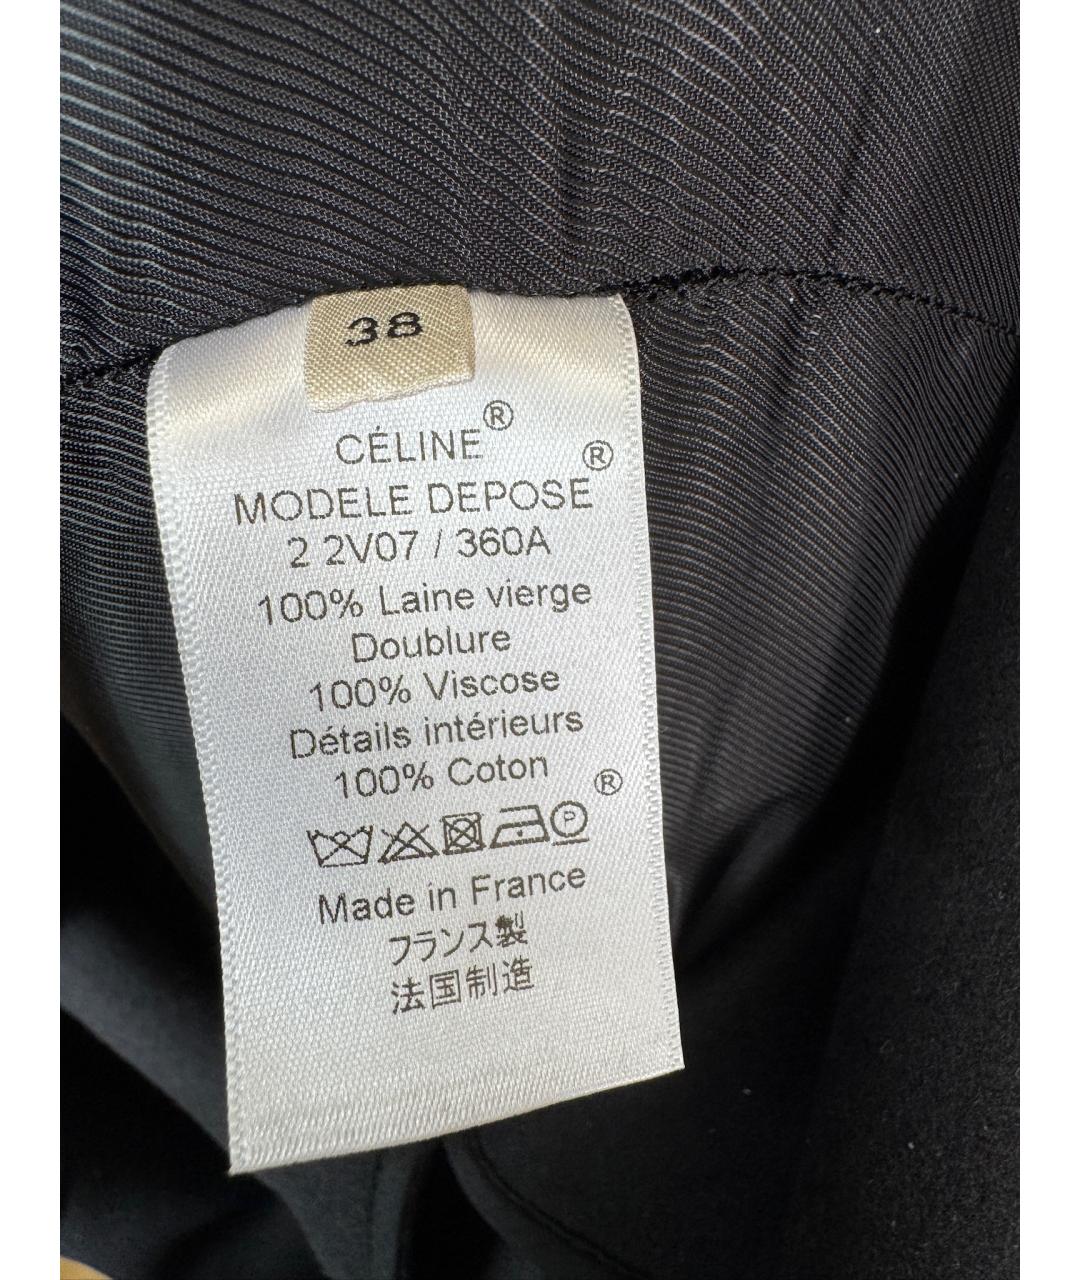 38
CÉLINE®
MODELE DEPOSE®
2 2V07 / 360A
100% Laine vierge
Doublure
100% Viscose
Détails intérieurs
100% Coton
P ®
Made in France
フランス製
法国制造